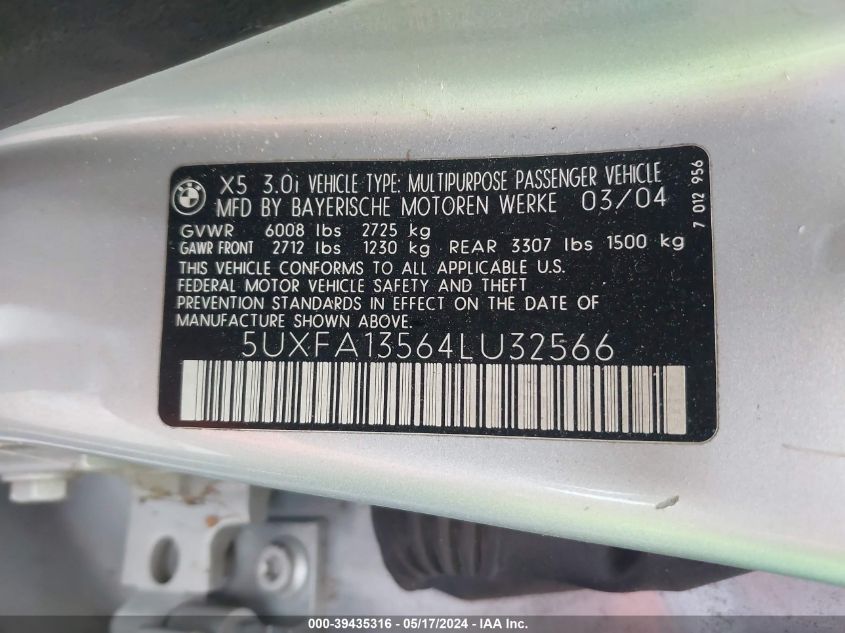 BMW
X5 3.0i VEHICLE TYPE: MULTIPURPOSE PASSENGER VEHICLE
MFD BY BAYERISCHE MOTOREN WERKE 03/04
GVWR 6008 lbs 2725 kg
GAWR FRONT 2712 lbs 1230 kg REAR 3307 lbs 1500 kg
THIS VEHICLE CONFORMS TO ALL APPLICABLE U.S.
FEDERAL MOTOR VEHICLE SAFETY AND THEFT
PREVENTION STANDARDS IN EFFECT ON THE DATE OF
MANUFACTURE SHOWN ABOVE.
5UXFA13564LU32566
7 012 956
000-39435316 - 05/17/2024 - IAA Inc.